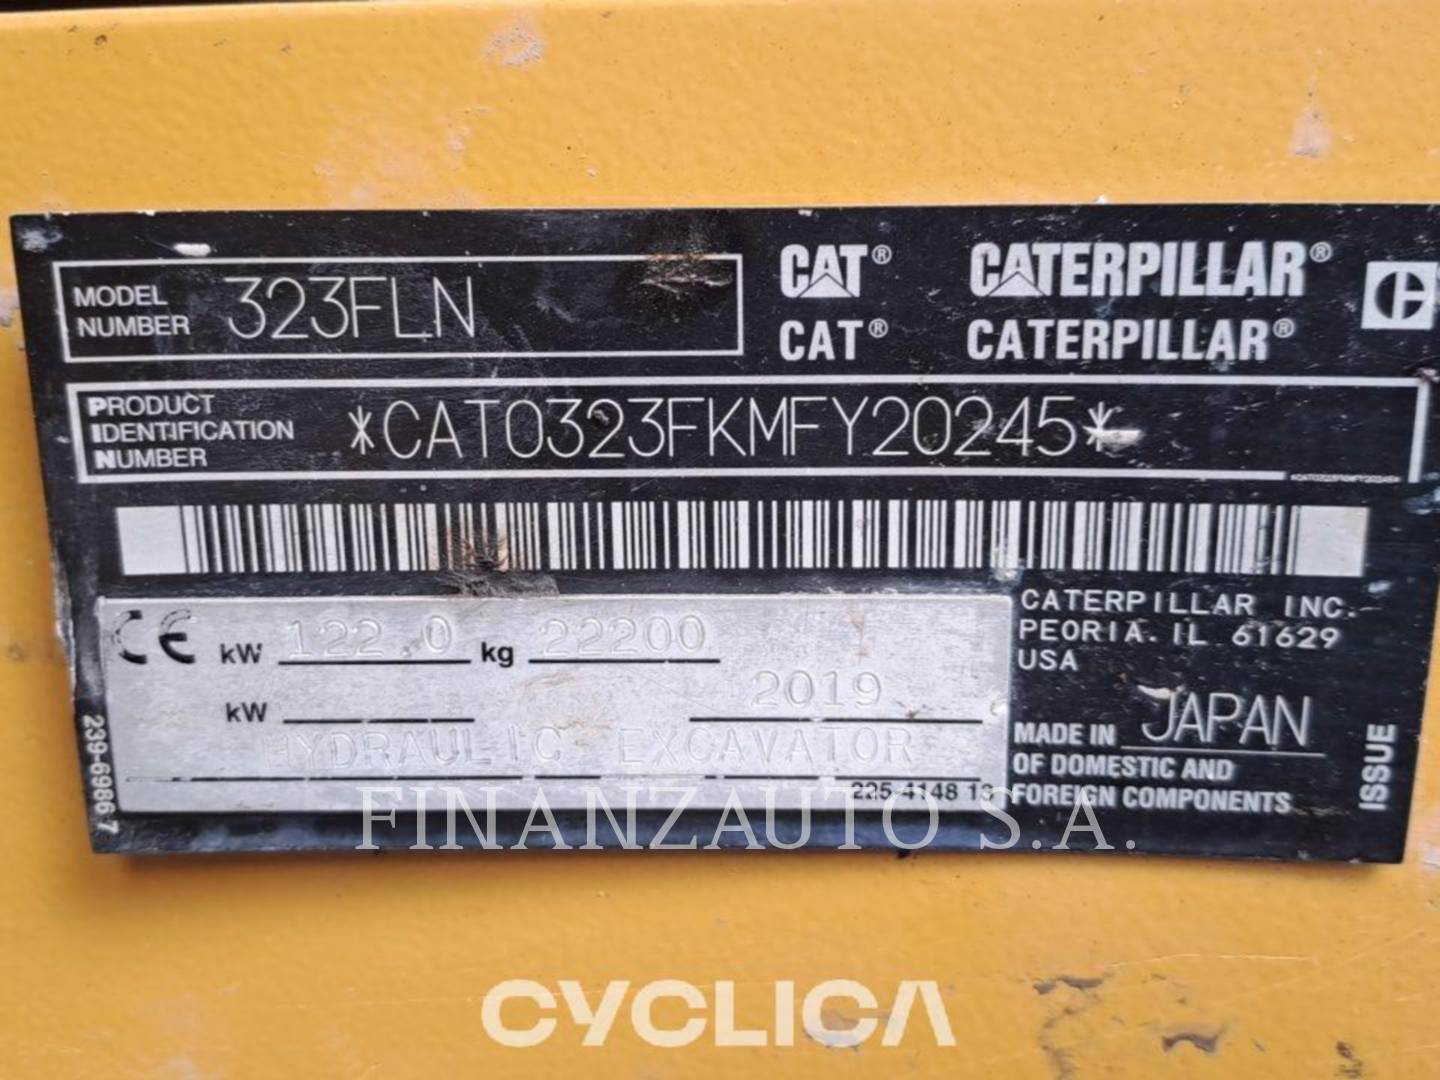 MODEL NUMBER 323FLN
CAT® CATERPILLAR®
CAT® CATERPILLAR®
PRODUCT IDENTIFICATION NUMBER *CAT0323FKMFY20245*
*CAT0323FKMFY20245*
CE kW 122.0 kg 22200
kW 2019
HYDRAULIC EXCAVATOR
225-4148 13
239-6986 7
CATERPILLAR INC.
PEORIA. IL 61629
USA
MADE IN JAPAN
OF DOMESTIC AND
FOREIGN COMPONENTS
ISSUE
FINANZAUTO S.A.
CYCLICA